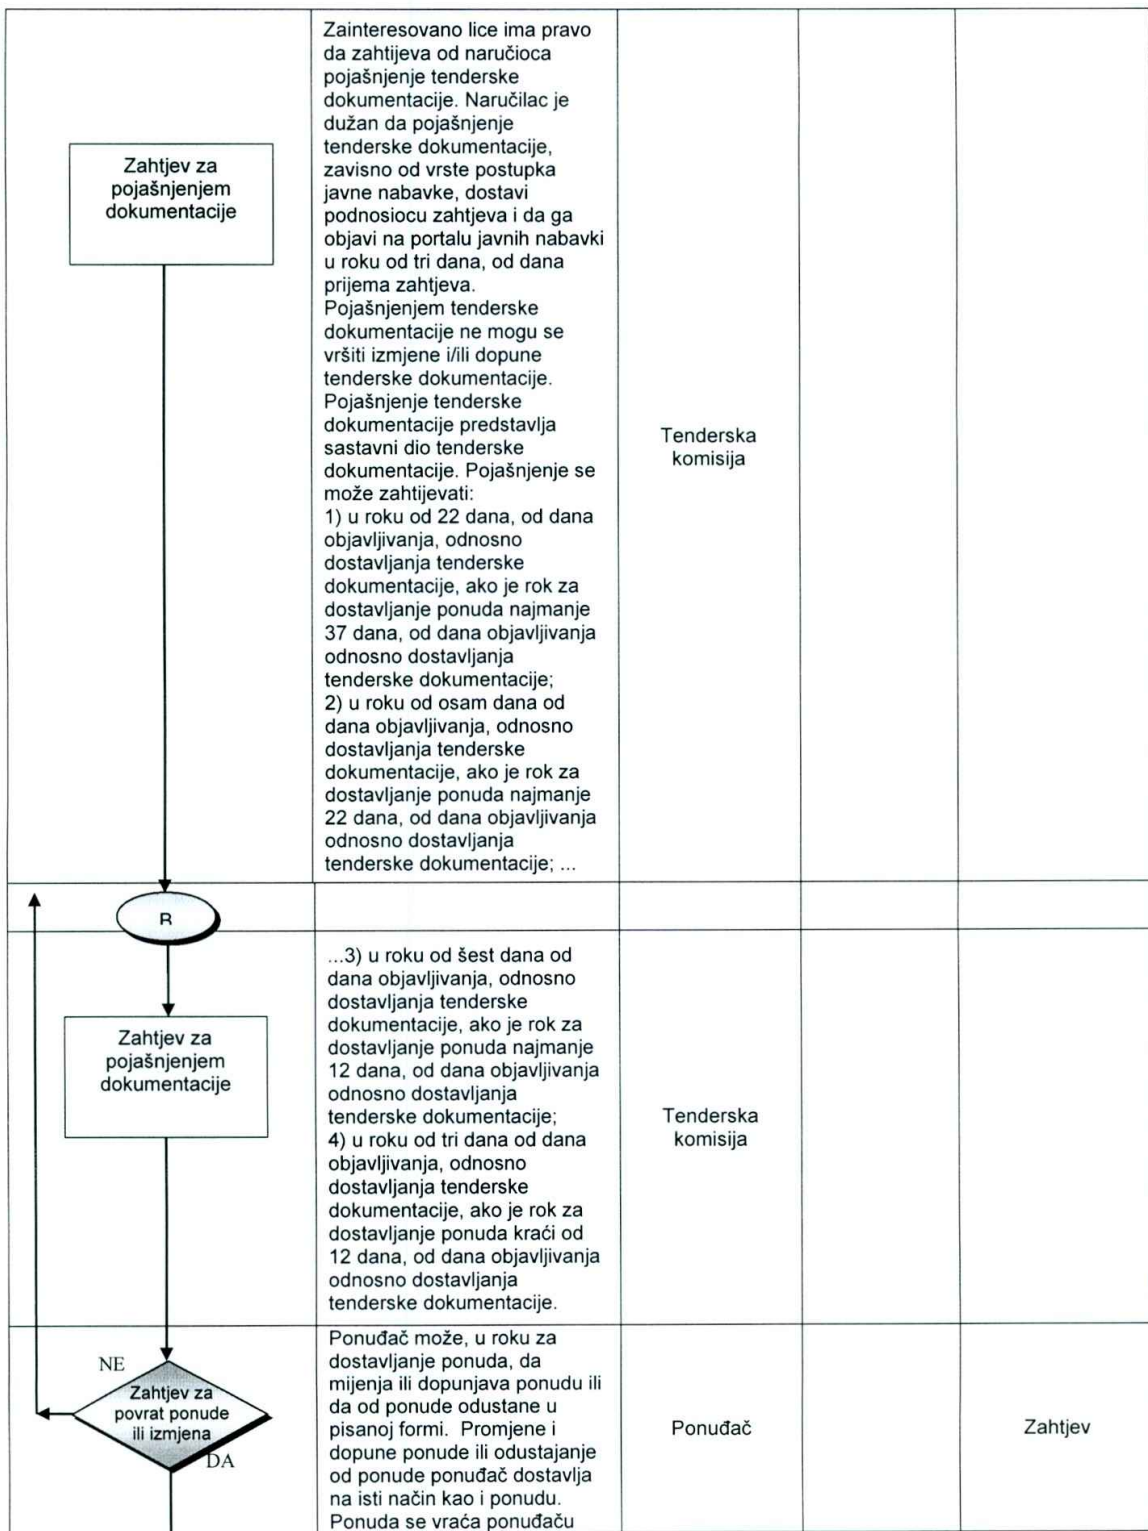 Zahtjev za
pojašnjenjem
dokumentacije
Zainteresovano lice ima pravo
da zahtijeva od naručioca
pojašnjenje tenderske
dokumentacije. Naručilac je
dužan da pojašnjenje
tenderske dokumentacije,
zavisno od vrste postupka
javne nabavke, dostavi
podnosiocu zahtjeva i da ga
objavi na portalu javnih nabavki
u roku od tri dana, od dana
prijema zahtjeva.
Pojašnjenjem tenderske
dokumentacije ne mogu se
vršiti izmjene i/ili dopune
tenderske dokumentacije.
Pojašnjenje tenderske
dokumentacije predstavlja
sastavni dio tenderske
dokumentacije. Pojašnjenje se
može zahtijevati:
1) u roku od 22 dana, od dana
objavljivanja, odnosno
dostavljanja tenderske
dokumentacije, ako je rok za
dostavljanje ponuda najmanje
37 dana, od dana objavljivanja
odnosno dostavljanja
tenderske dokumentacije;
2) u roku od osam dana od
dana objavljivanja, odnosno
dostavljanja tenderske
dokumentacije, ako je rok za
dostavljanje ponuda najmanje
22 dana, od dana objavljivanja
odnosno dostavljanja
tenderske dokumentacije; ...
Tenderska
komisija
B
Zahtjev za
pojašnjenjem
dokumentacije
...3) u roku od šest dana od
dana objavljivanja, odnosno
dostavljanja tenderske
dokumentacije, ako je rok za
dostavljanje ponuda najmanje
12 dana, od dana objavljivanja
odnosno dostavljanja
tenderske dokumentacije;
4) u roku od tri dana od dana
objavljivanja, odnosno
dostavljanja tenderske
dokumentacije, ako je rok za
dostavljanje ponuda kraći od
12 dana, od dana objavljivanja
odnosno dostavljanja
tenderske dokumentacije.
Tenderska
komisija
NE
Zahtjev za
povrat ponude
ili izmjena
DA
Ponuđač može, u roku za
dostavljanje ponuda, da
mijenja ili dopunjava ponudu ili
da od ponude odustane u
pisanoj formi. Promjene i
dopune ponude ili odustajanje
od ponude ponuđač dostavlja
na isti način kao i ponudu.
Ponuda se vraća ponuđaču
Ponuđač
Zahtjev